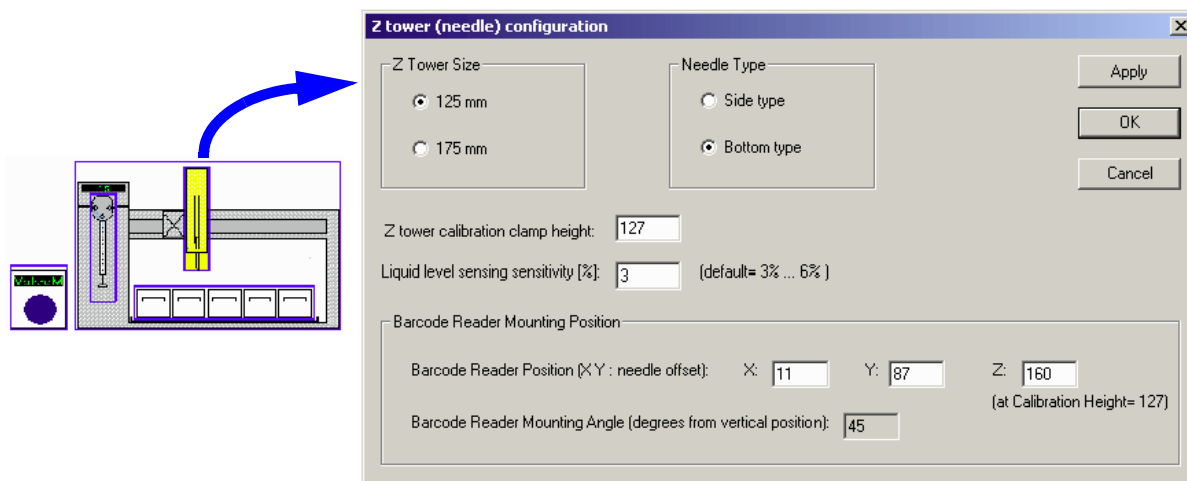 Z tower (needle) configuration
Z Tower Size
125 mm
175 mm
Needle Type
Side type
Bottom type
Apply
OK
Cancel
Z tower calibration clamp height: 127
Liquid level sensing sensitivity [%]: 3 (default= 3% ... 6% )
Barcode Reader Mounting Position
Barcode Reader Position (X Y : needle offset): X: 11 Y: 87 Z: 160
(at Calibration Height= 127)
Barcode Reader Mounting Angle (degrees from vertical position): 45